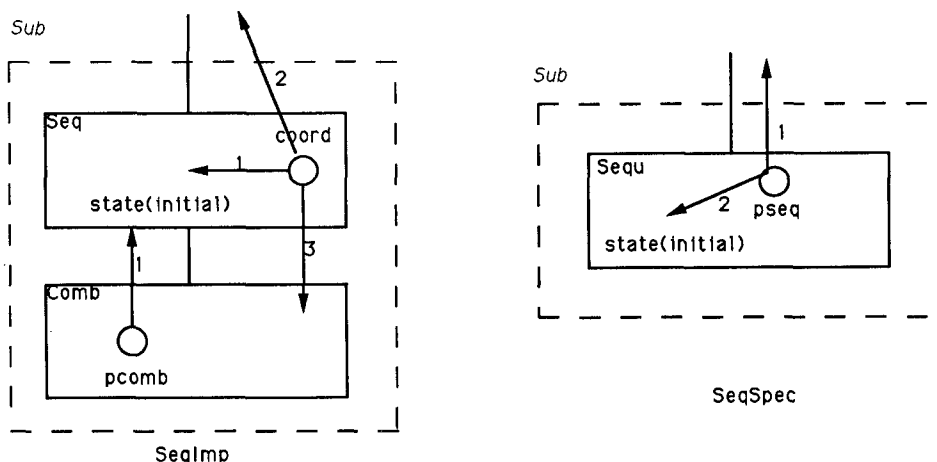 Sub
2
Seq
coord
1
state(initial)
1
3
Comb
pcomb
SeqImp
Sub
1
Sequ
2
pseq
state(initial)
SeqSpec